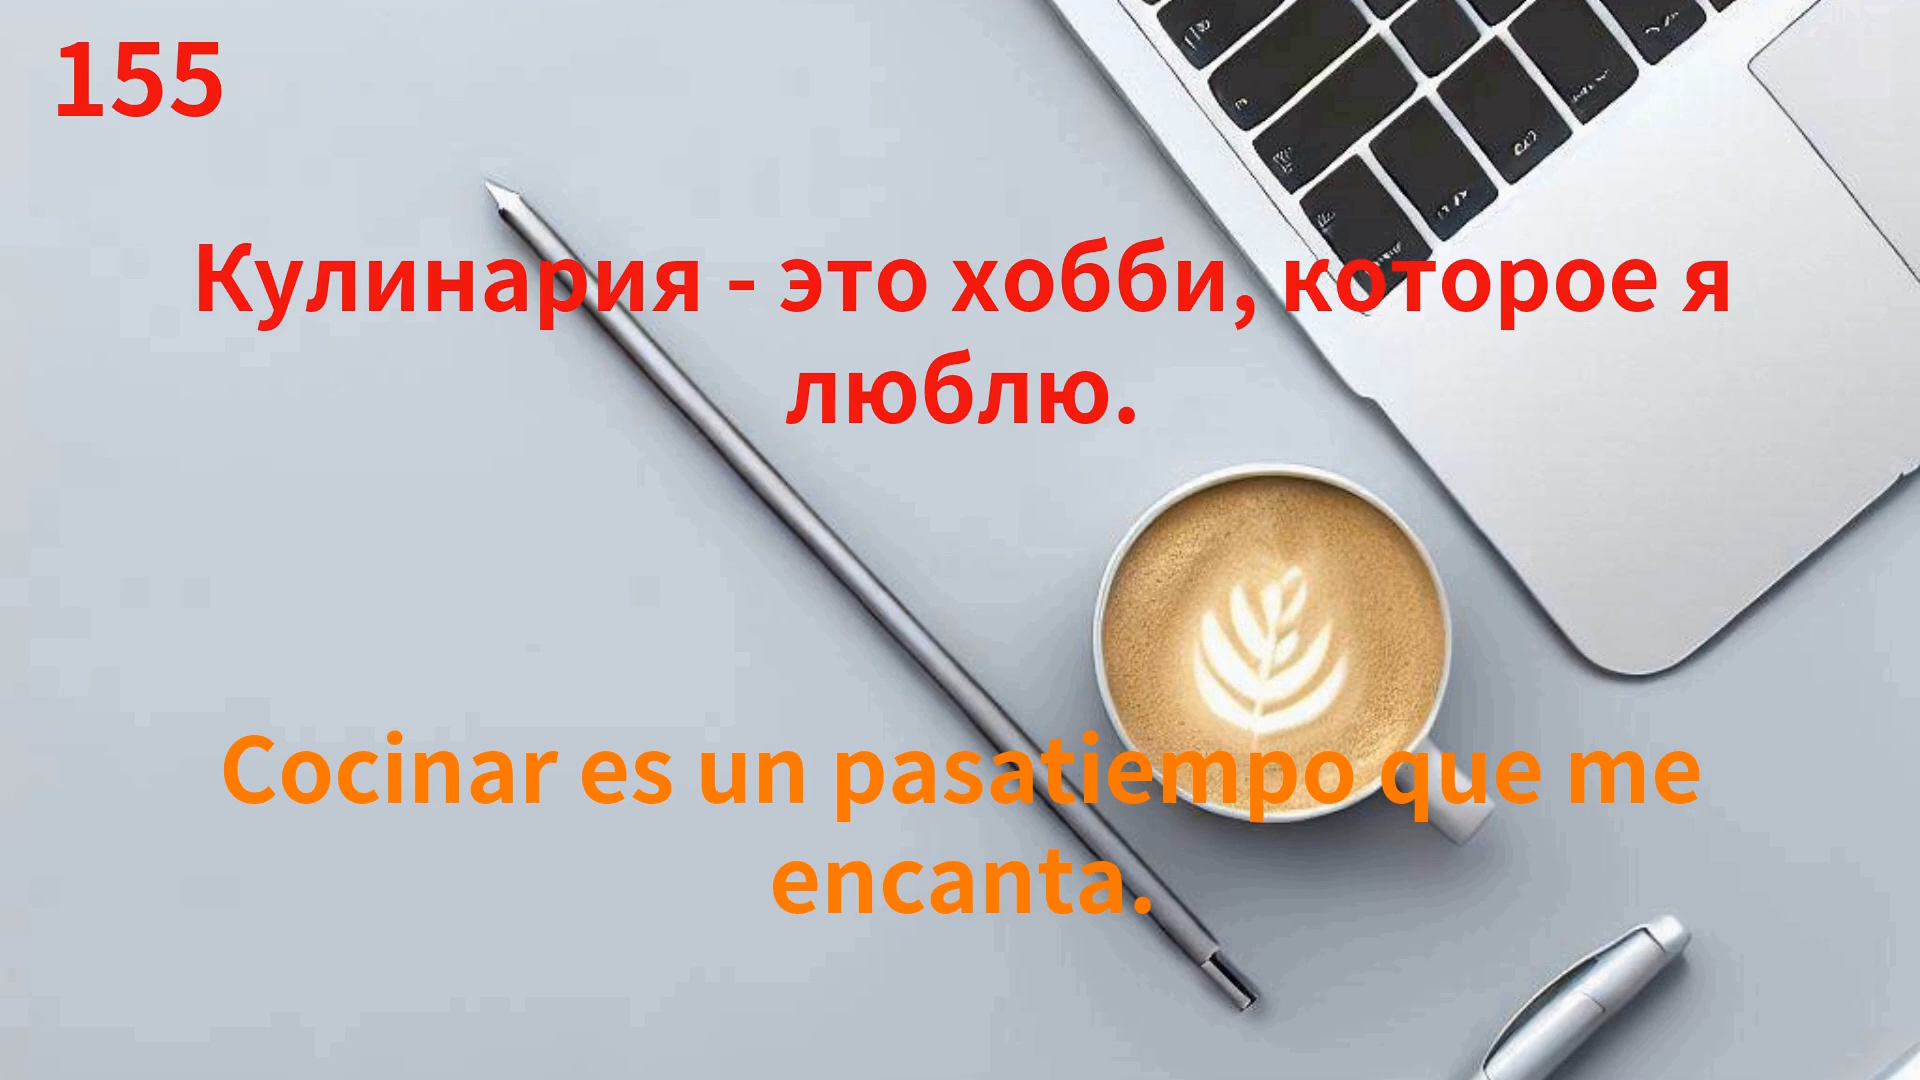 155
Кулинария - это хобби, которое я
люблю.
Cocinar es un pasatiempo que me
encanta.